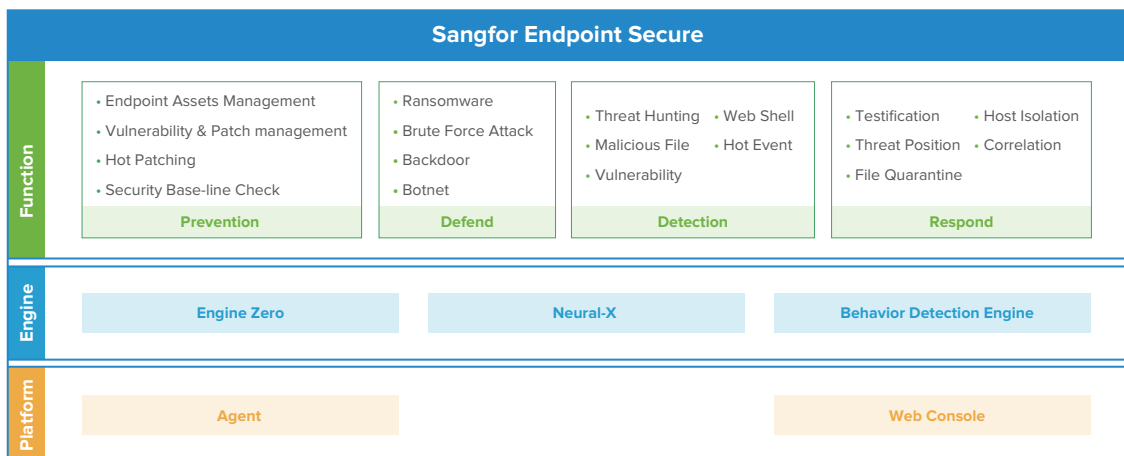 Sangfor Endpoint Secure
Function
• Endpoint Assets Management
• Vulnerability & Patch management
• Hot Patching
• Security Base-line Check
Prevention
• Ransomware
• Brute Force Attack
• Backdoor
• Botnet
Defend
• Threat Hunting • Web Shell
• Malicious File • Hot Event
• Vulnerability
Detection
• Testification • Host Isolation
• Threat Position • Correlation
• File Quarantine
Respond
Engine
Engine Zero
Neural-X
Behavior Detection Engine
Platform
Agent
Web Console